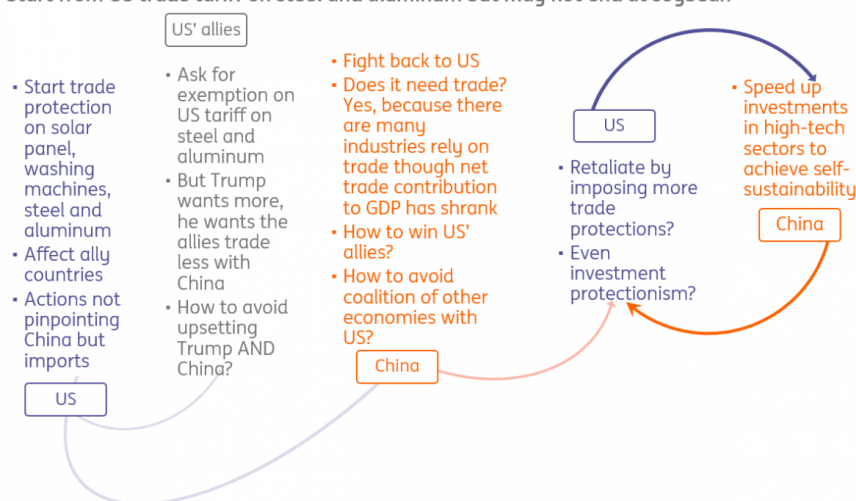 US' allies
• Start trade
protection
on solar
panel,
washing
machines,
steel and
aluminum
• Affect ally
countries
• Actions not
pinpointing
China but
imports
US
• Ask for
exemption on
US tariff on
steel and
aluminum
• But Trump
wants more,
he wants the
allies trade
less with
China
• How to avoid
upsetting
Trump AND
China?
• Fight back to US
• Does it need trade?
Yes, because there
are many
industries rely on
trade though net
trade contribution
to GDP has shrank
• How to win US'
allies?
• How to avoid
coalition of other
economies with
US?
China
US
• Retaliate by
imposing more
trade
protections?
• Even
investment
protectionism?
• Speed up
investments
in high-tech
sectors to
achieve self-
sustainability
China